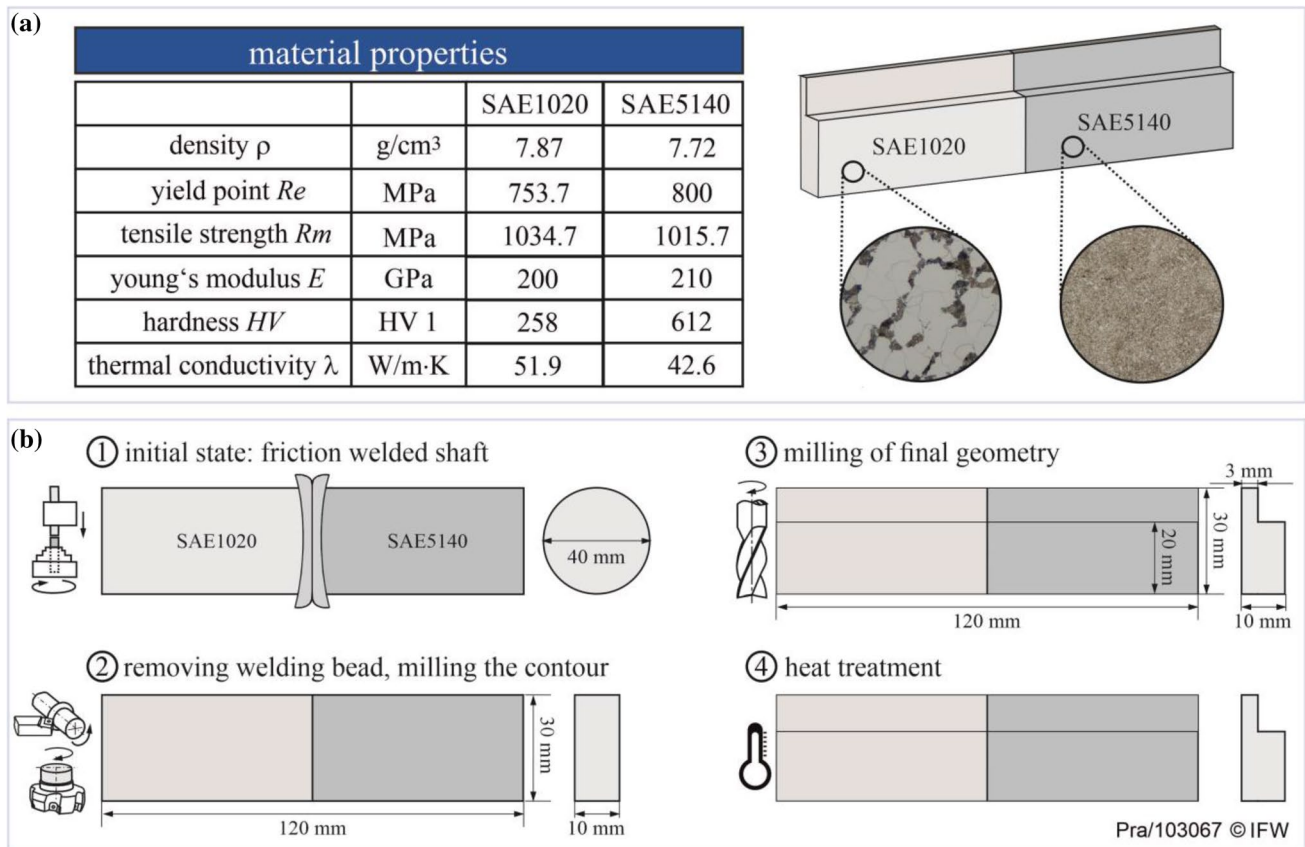 (a)
material properties
SAE1020 SAE5140
density ρ g/cm³ 7.87 7.72
yield point Re MPa 753.7 800
tensile strength Rm MPa 1034.7 1015.7
young‘s modulus E GPa 200 210
hardness HV HV 1 258 612
thermal conductivity λ W/m·K 51.9 42.6
SAE1020
SAE5140
(b)
1 initial state: friction welded shaft
SAE1020
SAE5140
40 mm
2 removing welding bead, milling the contour
30 mm
120 mm
10 mm
3 milling of final geometry
3 mm
20 mm
30 mm
120 mm
10 mm
4 heat treatment
Pra/103067 © IFW